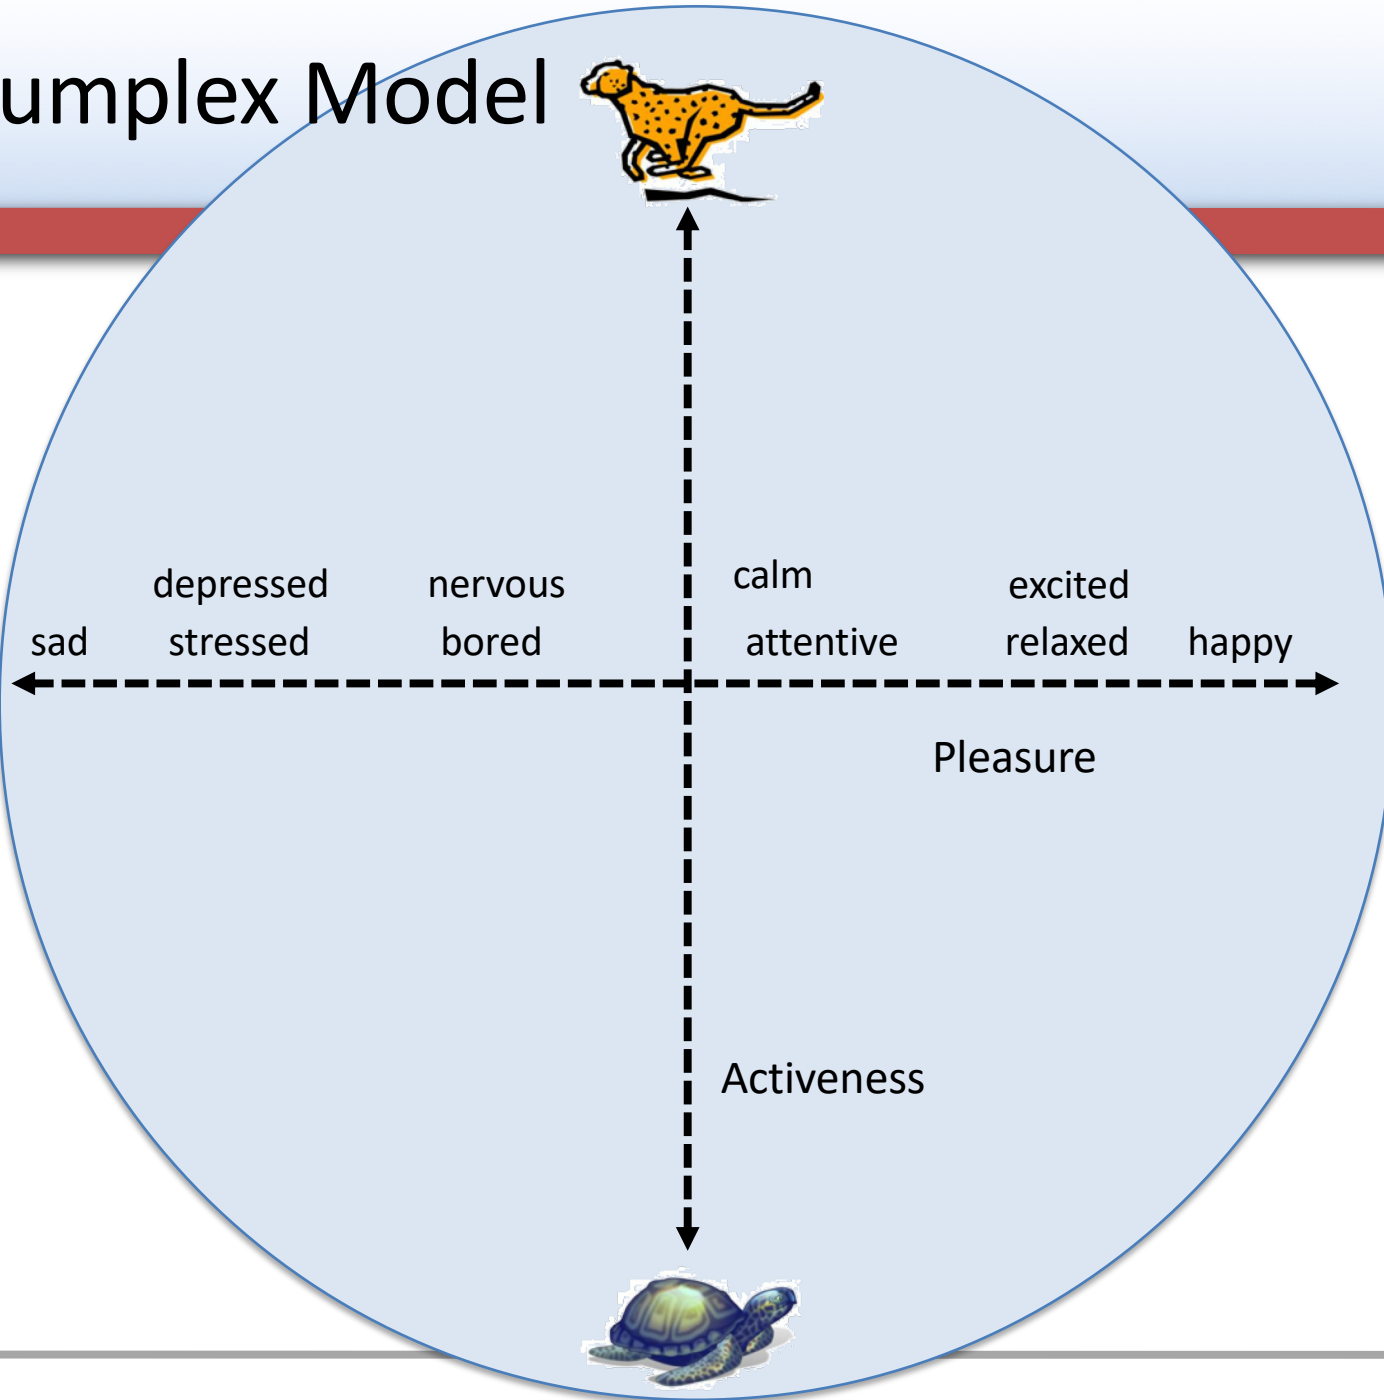 umplex Model
depressed nervous calm excited
sad stressed bored attentive relaxed happy
Pleasure
Activeness